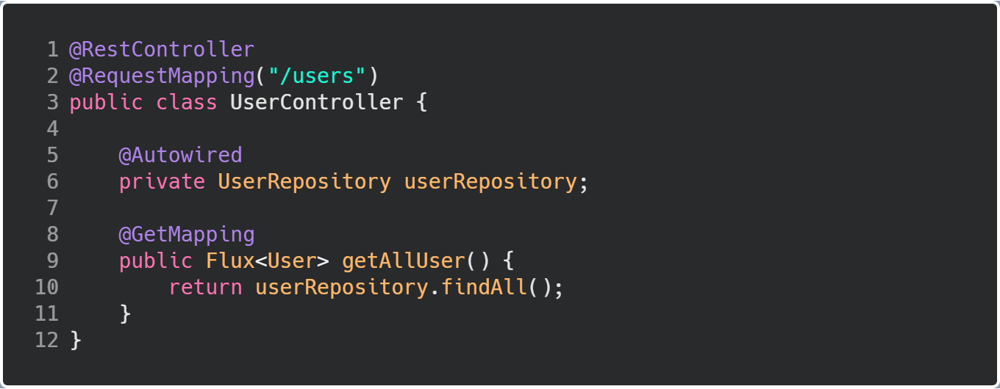 1 @RestController
2 @RequestMapping("/users")
3 public class UserController {
4
5     @Autowired
6     private UserRepository userRepository;
7
8     @GetMapping
9     public Flux<User> getAllUser() {
10         return userRepository.findAll();
11     }
12 }